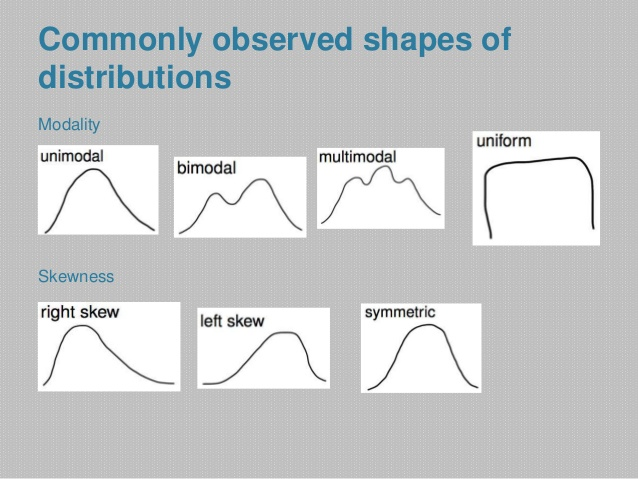 Commonly observed shapes of
distributions
Modality
unimodal
bimodal
multimodal
uniform
Skewness
right skew
left skew
symmetric